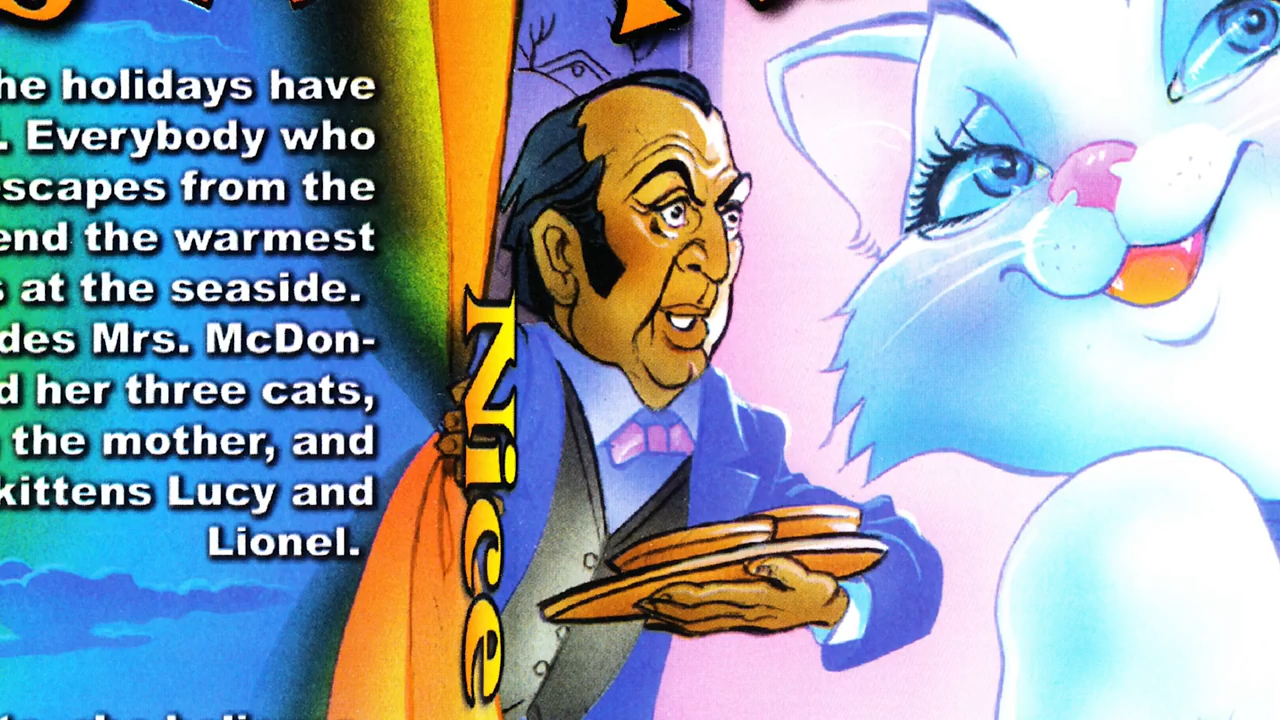 he holidays have
. Everybody who
scapes from the
end the warmest
s at the seaside.
des Mrs. McDon-
d her three cats,
the mother, and
kittens Lucy and
Lionel.
Nice